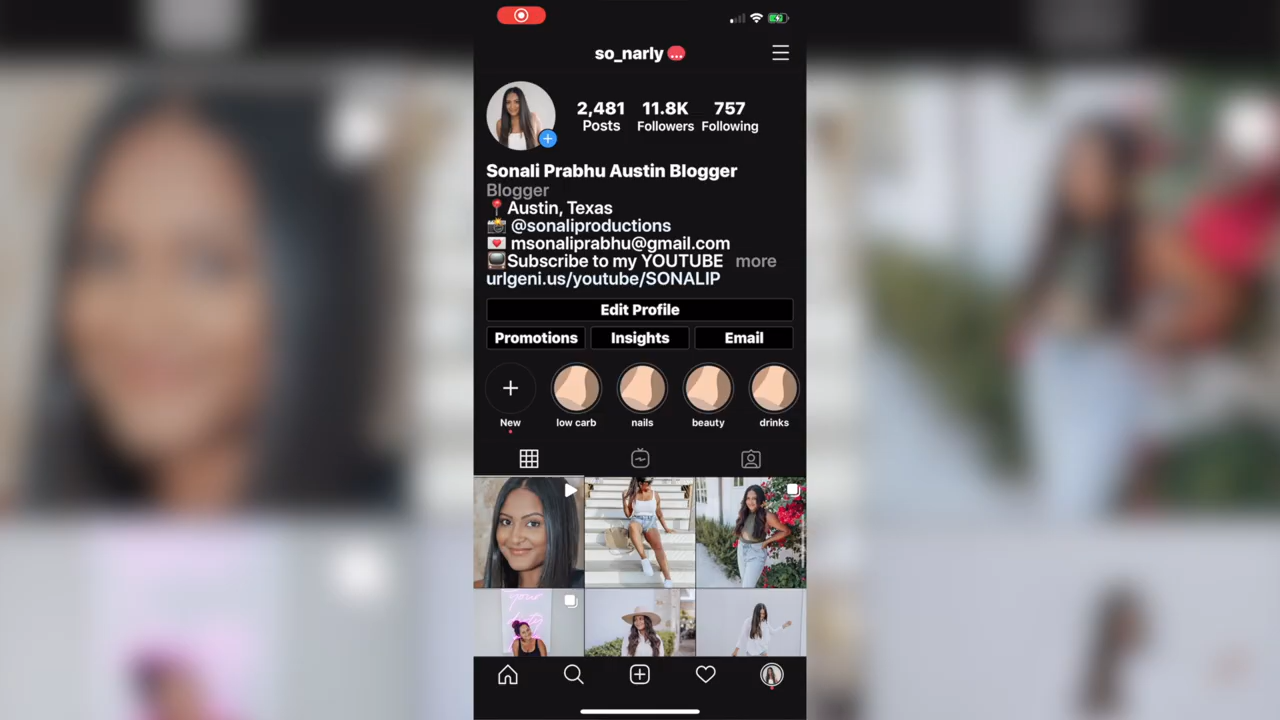 so_narly
2,481 11.8K 757
Posts Followers Following
Sonali Prabhu Austin Blogger
Blogger
📍Austin, Texas
📸 @sonaliproductions
💌 msonaliprabhu@gmail.com
📺Subscribe to my YOUTUBE more
urlgeni.us/youtube/SONALIP
Edit Profile
Promotions Insights Email
New low carb nails beauty drinks
your